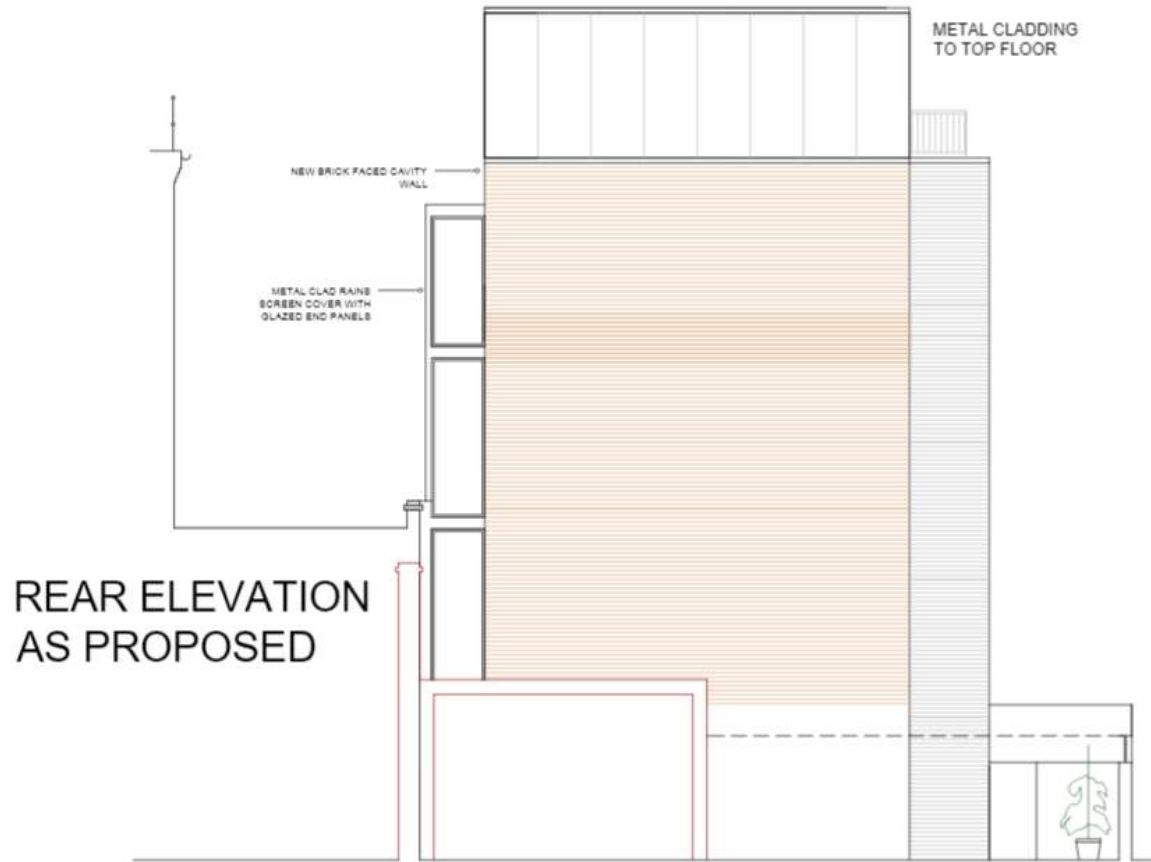 METAL CLADDING
TO TOP FLOOR
NEW BRICK FACED CAVITY
WALL
METAL CLAD RAINS
SCREEN COVER WITH
GLAZED END PANELS
REAR ELEVATION
AS PROPOSED